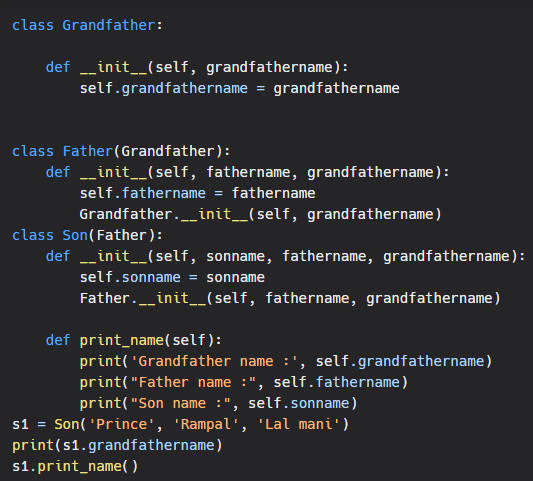 class Grandfather:
    def __init__(self, grandfathername):
        self.grandfathername = grandfathername
class Father(Grandfather):
    def __init__(self, fathername, grandfathername):
        self.fathername = fathername
        Grandfather.__init__(self, grandfathername)
class Son(Father):
    def __init__(self, sonname, fathername, grandfathername):
        self.sonname = sonname
        Father.__init__(self, fathername, grandfathername)
    def print_name(self):
        print('Grandfather name :', self.grandfathername)
        print("Father name :", self.fathername)
        print("Son name :", self.sonname)
s1 = Son('Prince', 'Rampal', 'Lal mani')
print(s1.grandfathername)
s1.print_name()